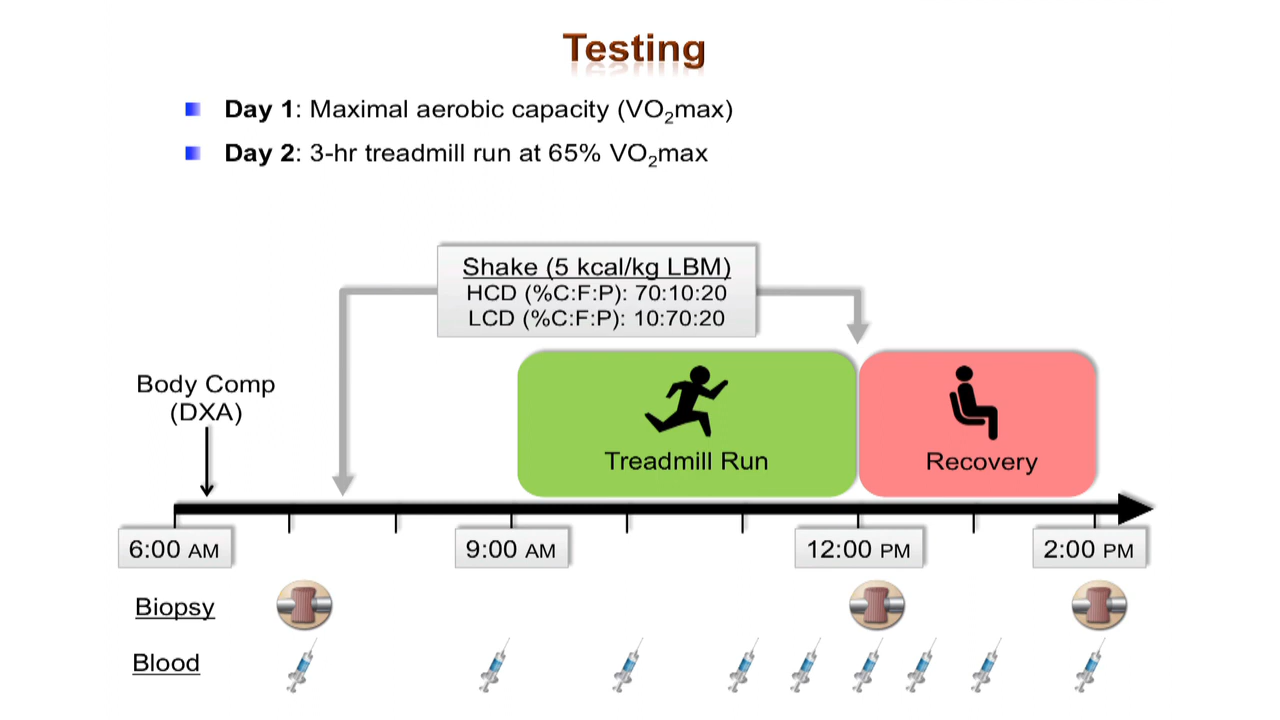 Testing
Day 1: Maximal aerobic capacity (VO₂max)
Day 2: 3-hr treadmill run at 65% VO₂max
Shake (5 kcal/kg LBM)
HCD (%C:F:P): 70:10:20
LCD (%C:F:P): 10:70:20
Body Comp
(DXA)
Treadmill Run
Recovery
6:00 AM
9:00 AM
12:00 PM
2:00 PM
Biopsy
Blood